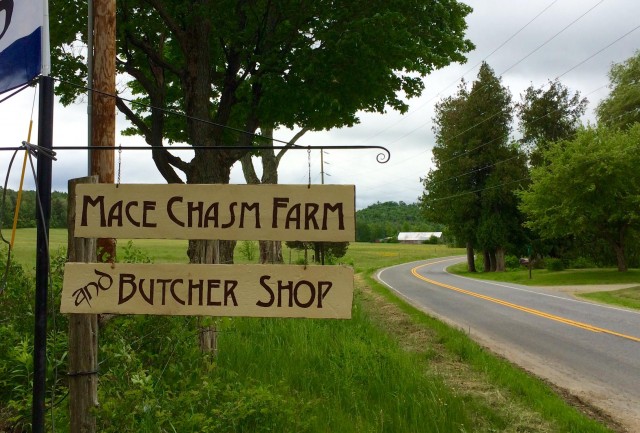 MACE CHASM FARM
and BUTCHER SHOP